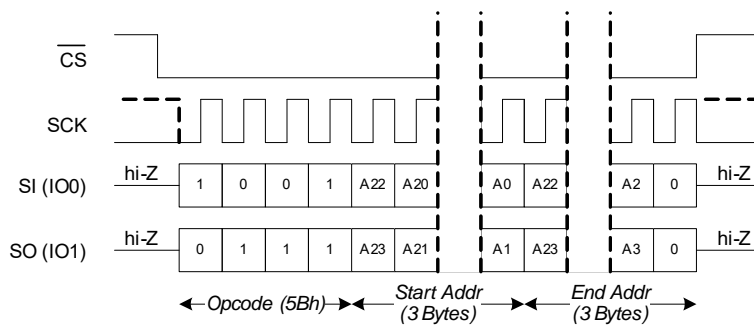 CS
SCK
hi-Z hi-Z
SI (IO0) 1 0 0 1 A22 A20 A0 A22 A2 0
hi-Z hi-Z
SO (IO1) 0 1 1 1 A23 A21 A1 A23 A3 0
Opcode (5Bh) Start Addr End Addr
(3 Bytes) (3 Bytes)